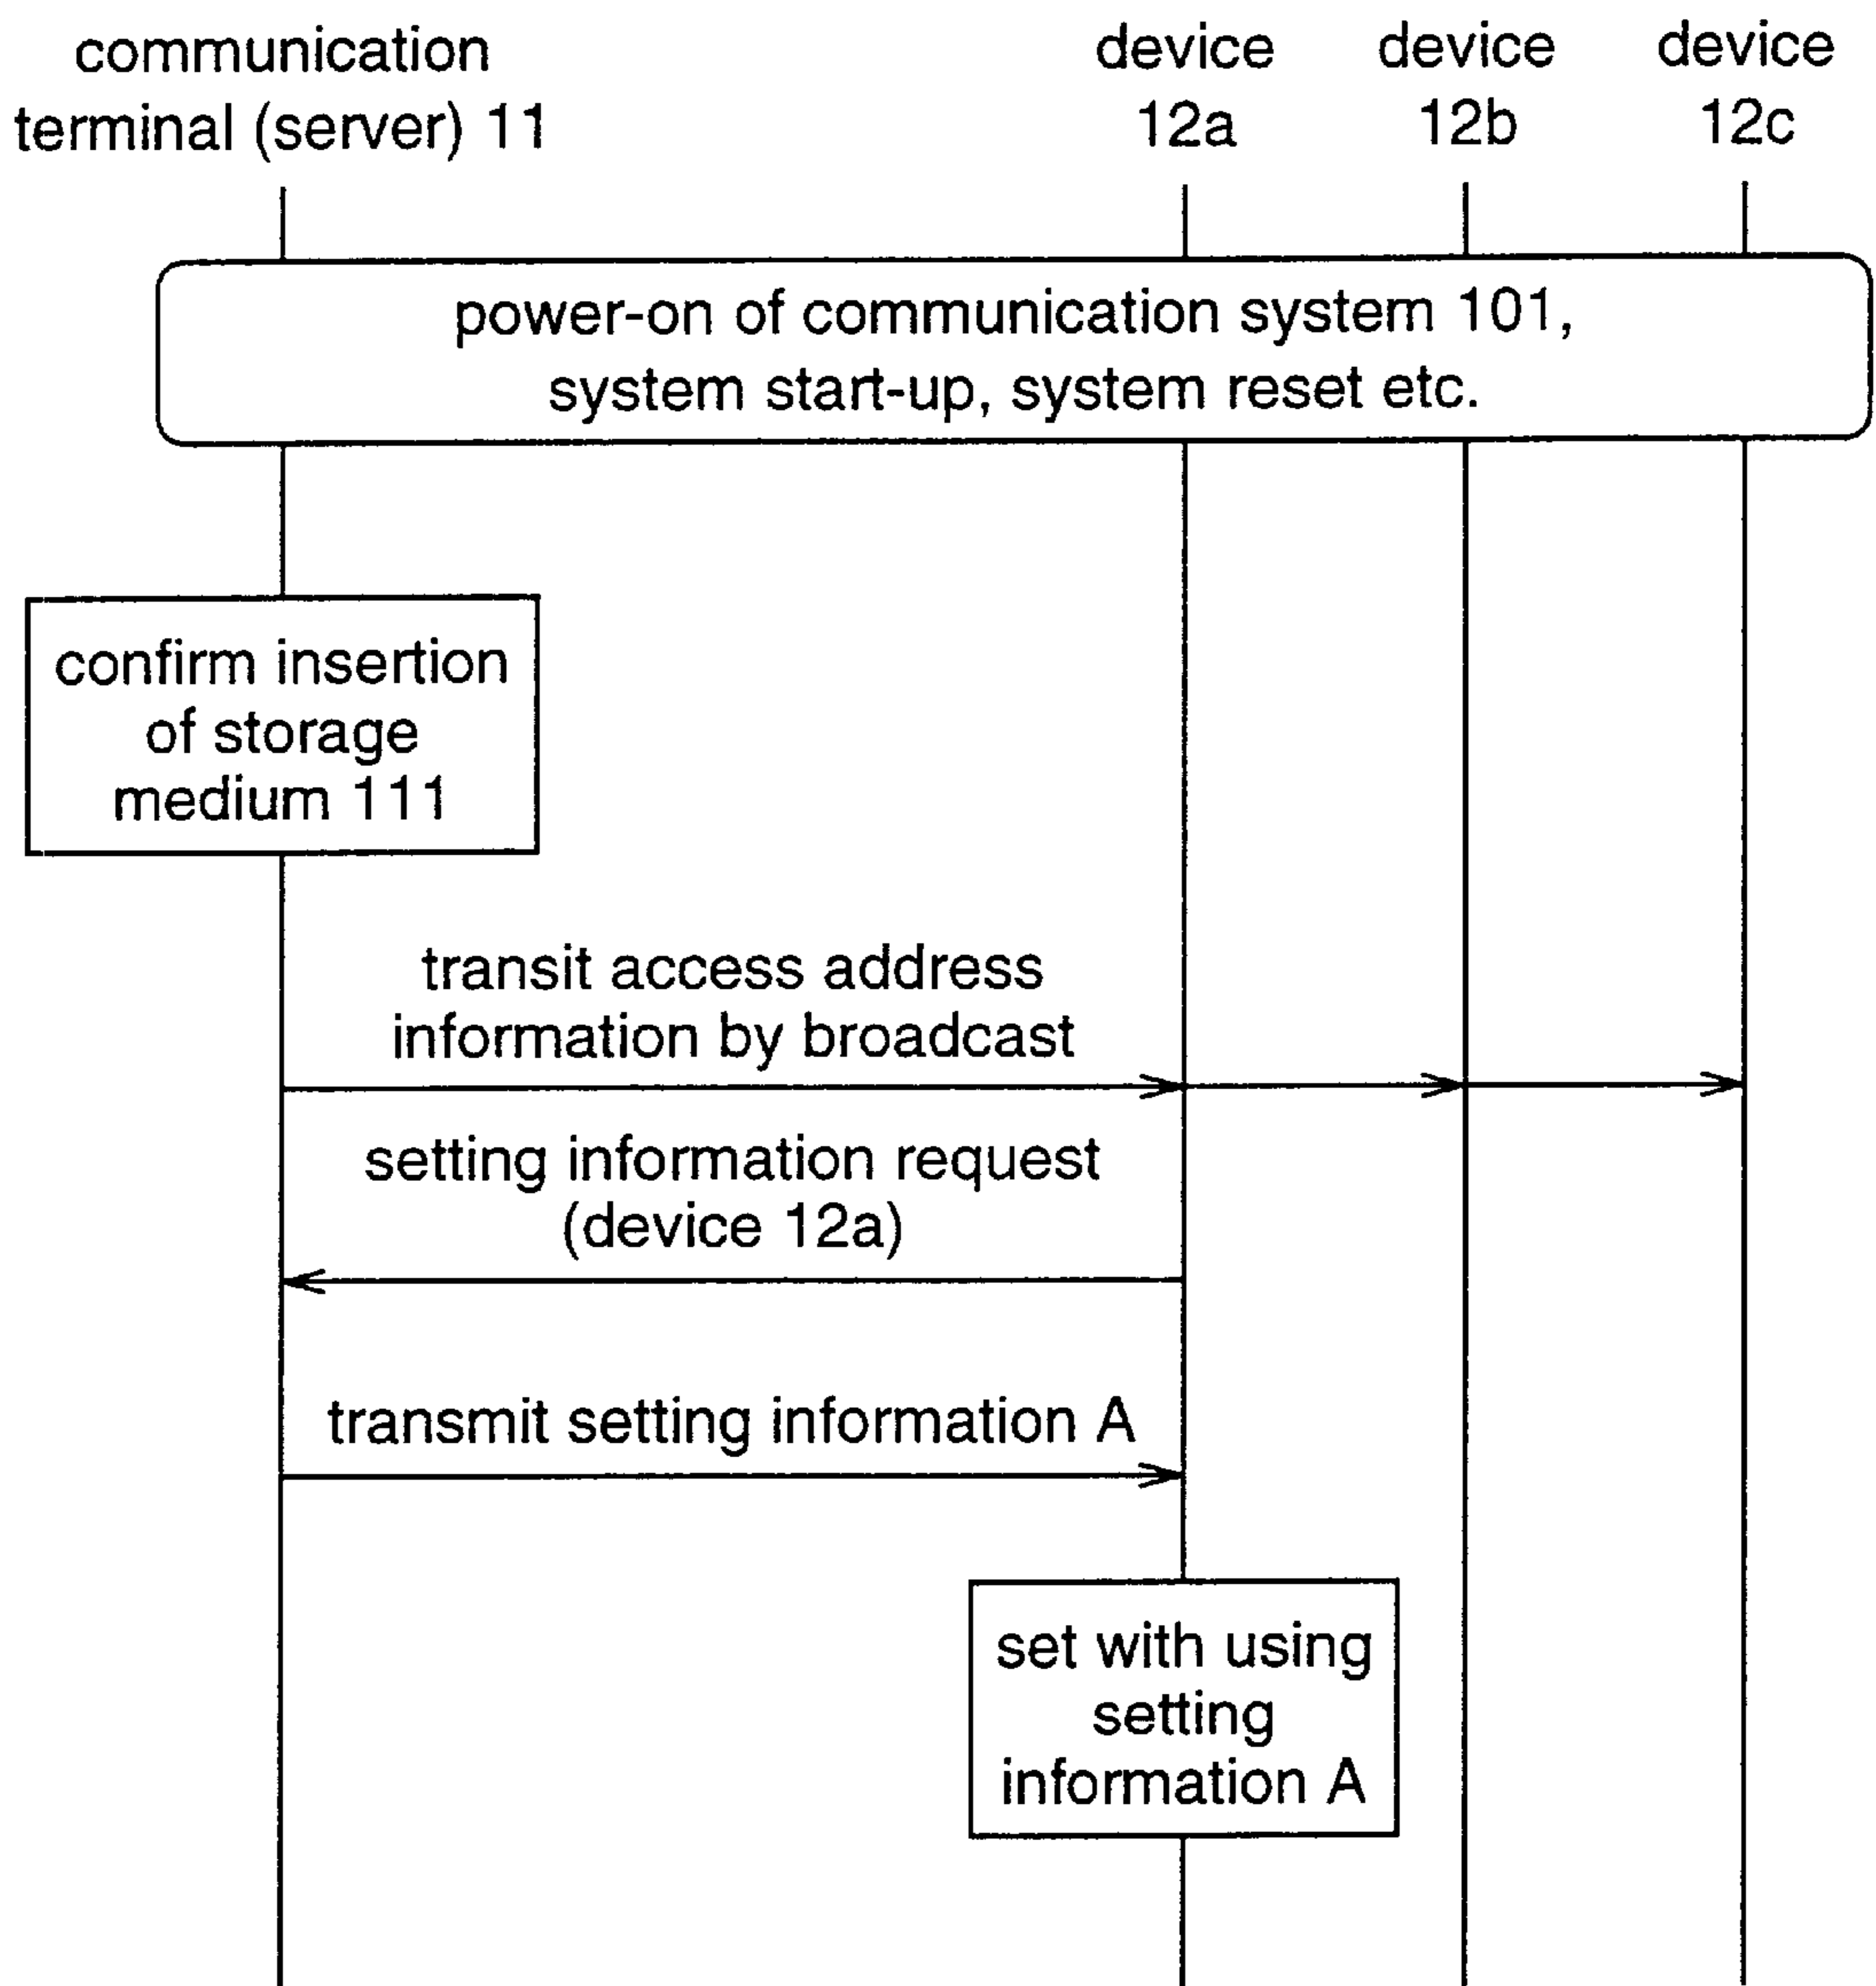 communication
terminal (server) 11
device
12a
device
12b
device
12c
power-on of communication system 101,
system start-up, system reset etc.
confirm insertion
of storage
medium 111
transit access address
information by broadcast
setting information request
(device 12a)
transmit setting information A
set with using
setting
information A